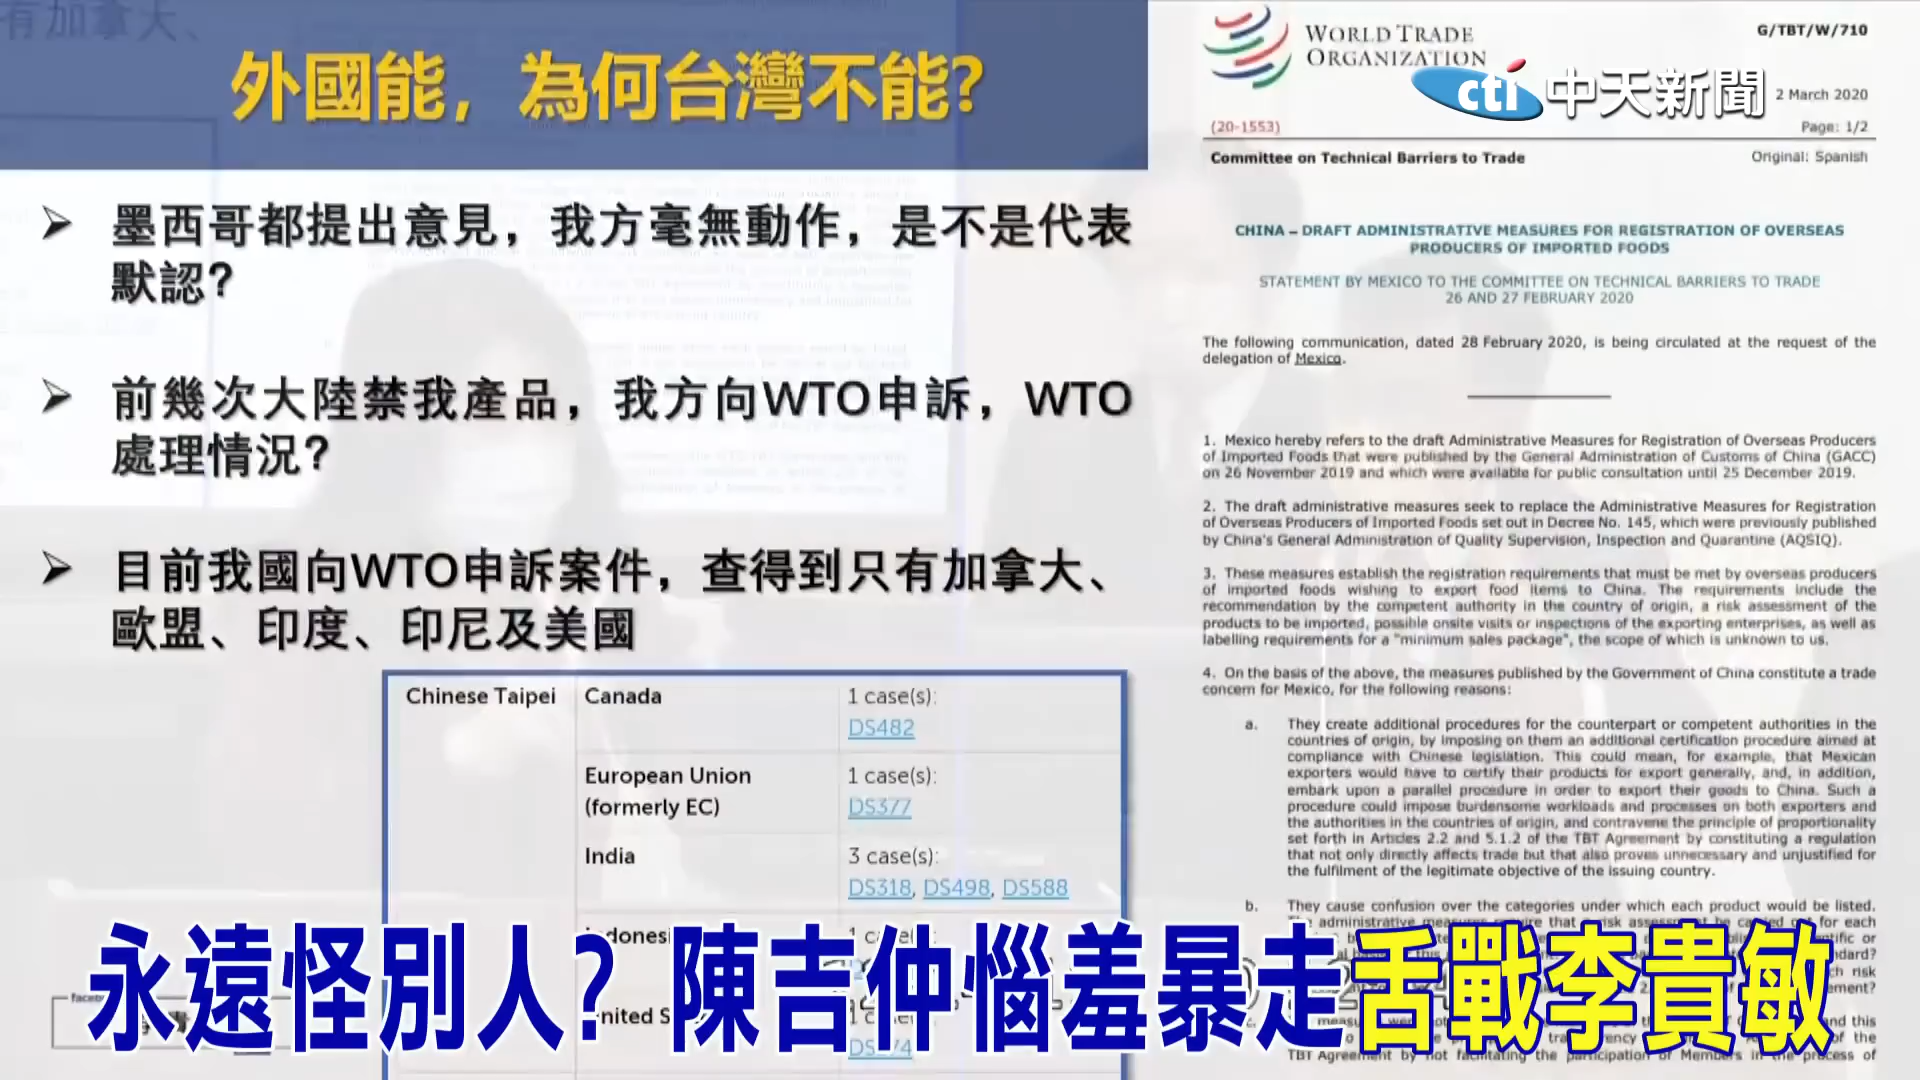 有加拿大、
外國能，為何台灣不能?
➢ 墨西哥都提出意見，我方毫無動作，是不是代表
默認?
➢ 前幾次大陸禁我產品，我方向WTO申訴，WTO
處理情況?
➢ 目前我國向WTO申訴案件，查得到只有加拿大、
歐盟、印度、印尼及美國
Chinese Taipei
Canada
1 case(s):
DS482
European Union
(formerly EC)
1 case(s):
DS377
India
3 case(s):
DS318, DS498, DS588
WORLD TRADE
ORGANIZATION
G/TBT/W/710
cti 中天新聞
2 March 2020
(20-1553)
Page: 1/2
Committee on Technical Barriers to Trade
Original: Spanish
CHINA – DRAFT ADMINISTRATIVE MEASURES FOR REGISTRATION OF OVERSEAS
PRODUCERS OF IMPORTED FOODS
STATEMENT BY MEXICO TO THE COMMITTEE ON TECHNICAL BARRIERS TO TRADE
26 AND 27 FEBRUARY 2020
The following communication, dated 28 February 2020, is being circulated at the request of the
delegation of Mexico.
1. Mexico hereby refers to the draft Administrative Measures for Registration of Overseas Producers
of Imported Foods that were published by the General Administration of Customs of China (GACC)
on 26 November 2019 and which were available for public consultation until 25 December 2019.
2. The draft administrative measures seek to replace the Administrative Measures for Registration
of Overseas Producers of Imported Foods set out in Decree No. 145, which were previously published
by China's General Administration of Quality Supervision, Inspection and Quarantine (AQSIQ).
3. These measures establish the registration requirements that must be met by overseas producers
of imported foods wishing to export food items to China. The requirements include the
recommendation by the competent authority in the country of origin, a risk assessment of the
products to be imported, possible onsite visits or inspections of the exporting enterprises, as well as
labelling requirements for a "minimum sales package", the scope of which is unknown to us.
4. On the basis of the above, the measures published by the Government of China constitute a trade
concern for Mexico, for the following reasons:
a. They create additional procedures for the counterpart or competent authorities in the
countries of origin, by imposing on them an additional certification procedure aimed at
compliance with Chinese legislation. This could mean, for example, that Mexican
exporters would have to certify their products for export generally, and, in addition,
embark upon a parallel procedure in order to export their goods to China. Such a
procedure could impose burdensome workloads and processes on both exporters and
the authorities in the countries of origin, and contravene the principle of proportionality
set forth in Articles 2.2 and 5.1.2 of the TBT Agreement by constituting a regulation
that not only directly affects trade but that also proves unnecessary and unjustified for
the fulfilment of the legitimate objective of the issuing country.
b. They cause confusion over the categories under which each product would be listed.
永遠怪別人? 陳吉仲惱羞暴走舌戰李貴敏